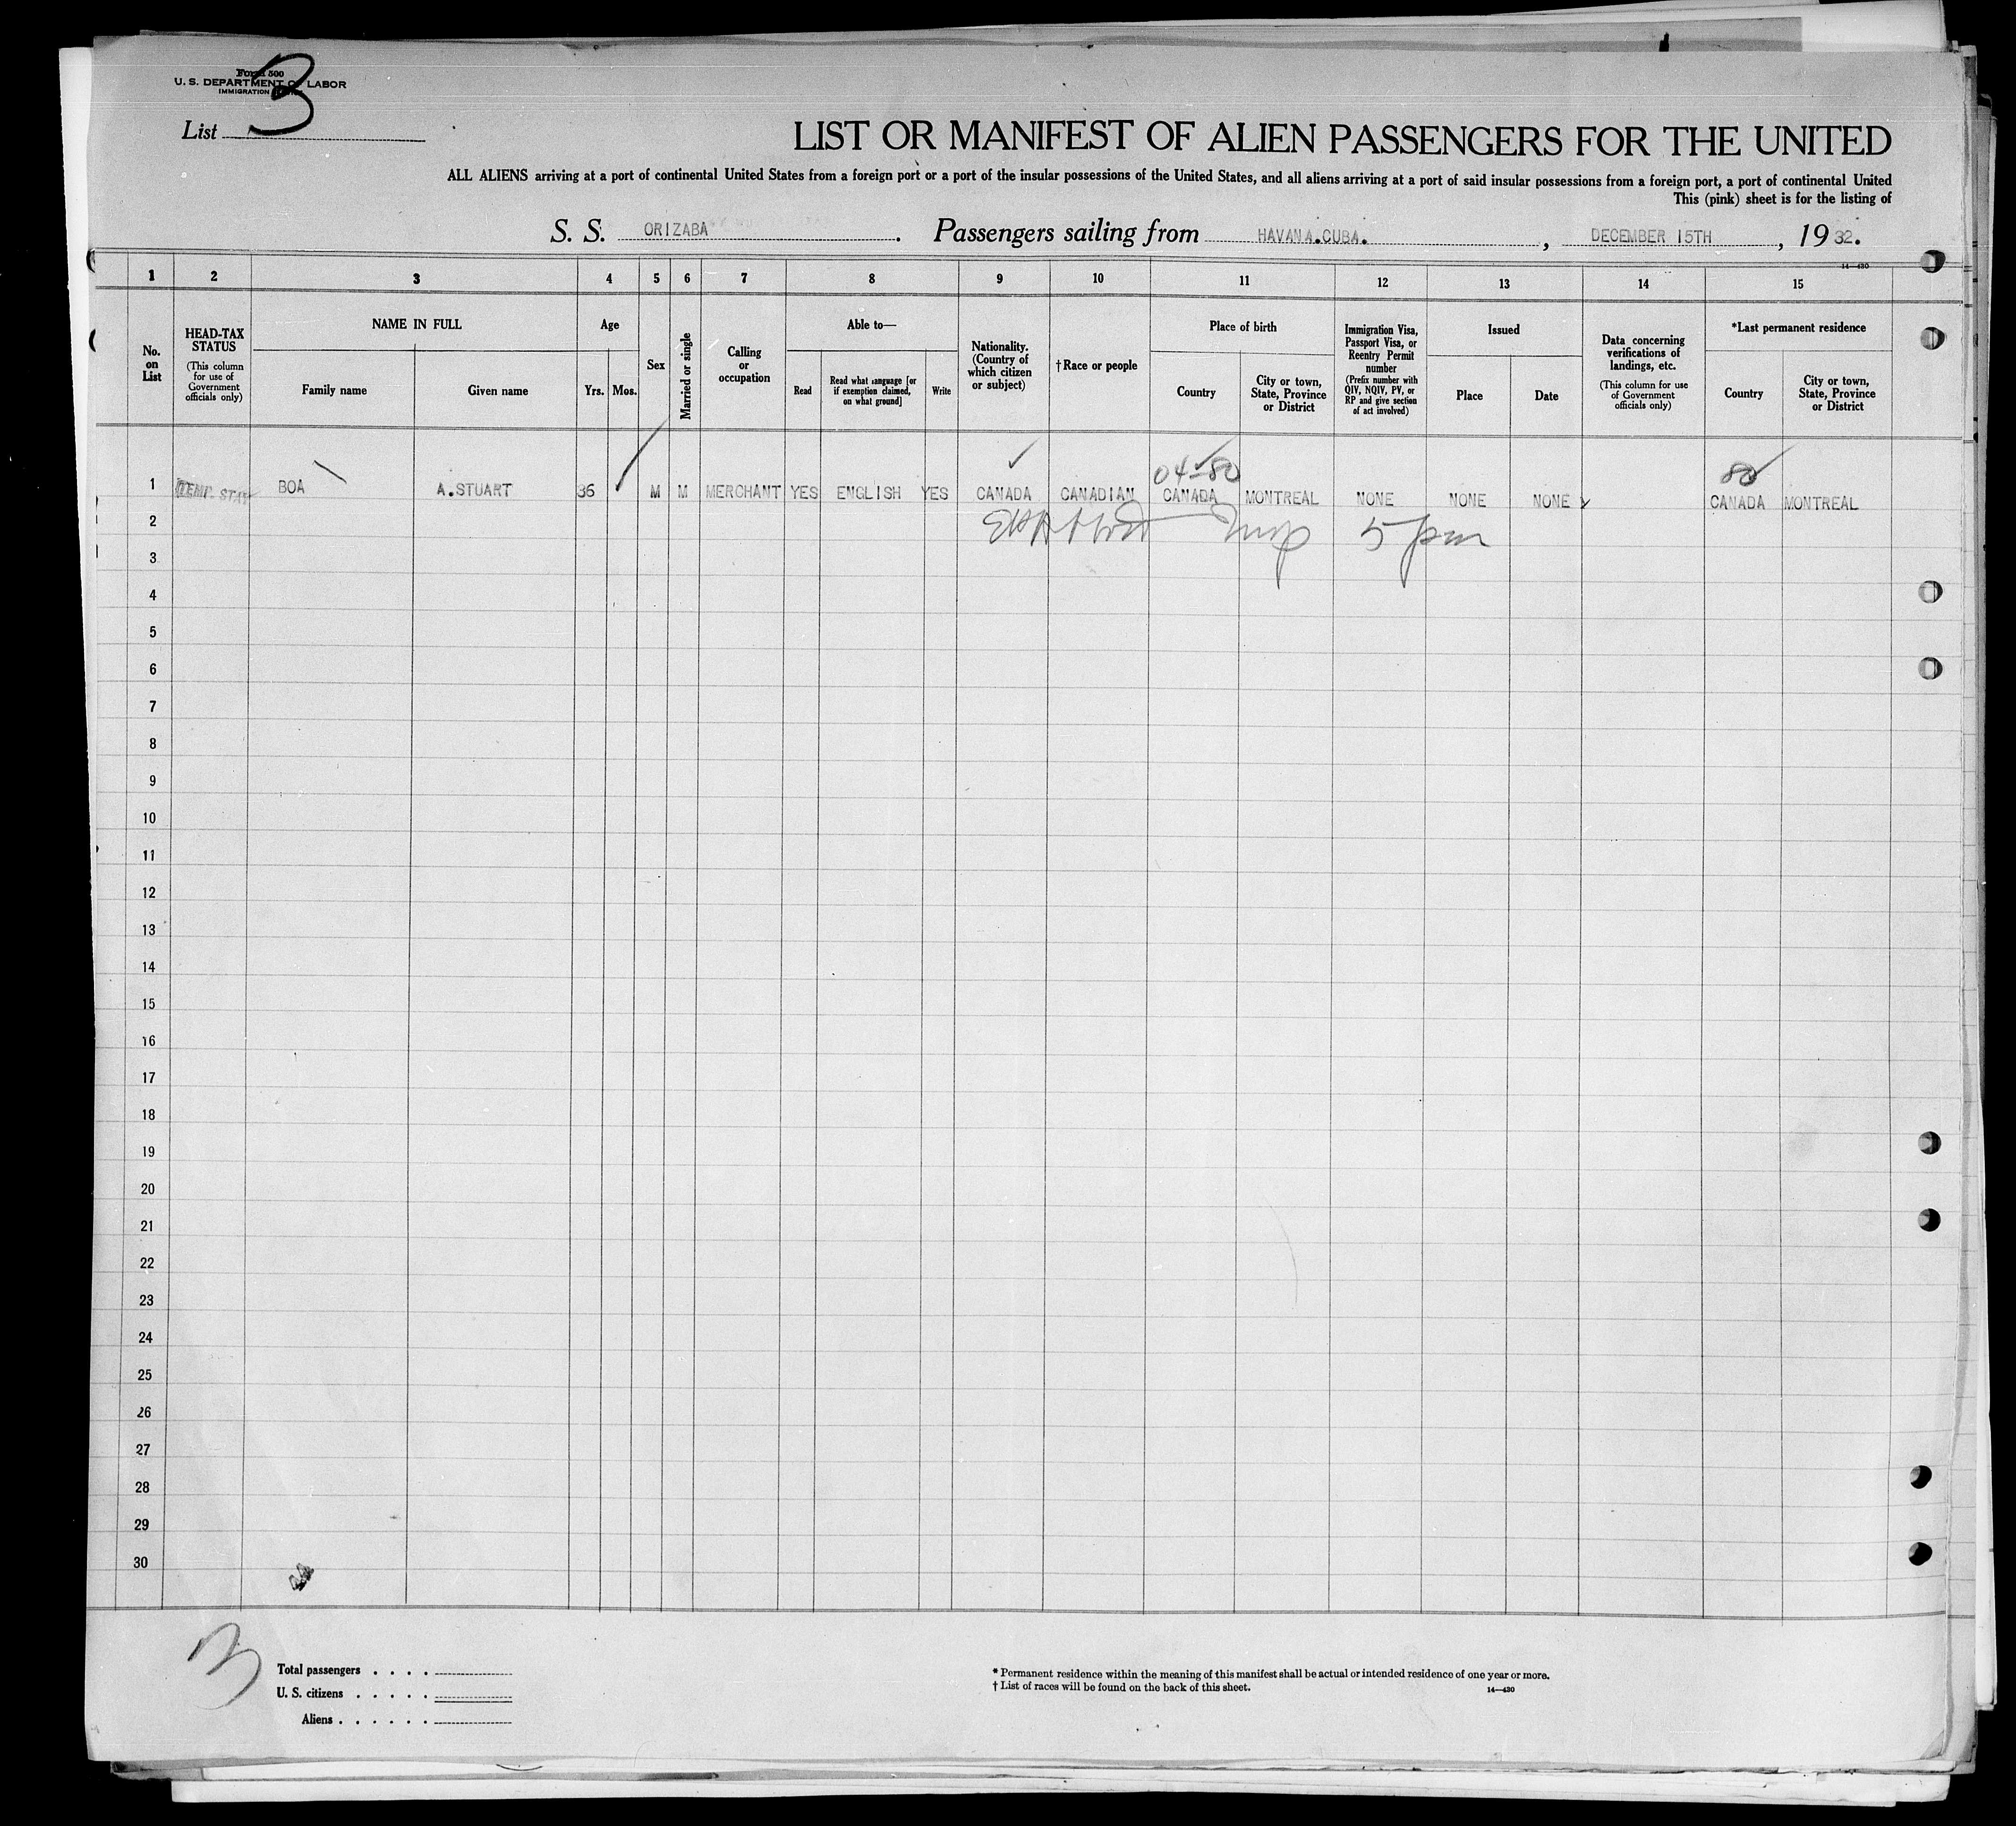 Form 500
U. S. DEPARTMENT OF LABOR
IMMIGRATION
3
List
LIST OR MANIFEST OF ALIEN PASSENGERS FOR THE UNITED
ALL ALIENS arriving at a port of continental United States from a foreign port or a port of the insular possessions of the United States, and all aliens arriving at a port of said insular possessions from a foreign port, a port of continental United
This (pink) sheet is for the listing of
S. S. ORIZABA. Passengers sailing from HAVANA.CUBA., DECEMBER 15TH, 1932.
14—430
1 2 3 4 5 6 7 8 9 10 11 12 13 14 15
No. on List
HEAD-TAX STATUS
(This column for use of Government officials only)
NAME IN FULL
Family name
Given name
Age
Yrs.
Mos.
Sex
Married or single
Calling or occupation
Able to—
Read
Read what language [or if exemption claimed, on what ground]
Write
Nationality. (Country of which citizen or subject)
†Race or people
Place of birth
Country
City or town, State, Province or District
Immigration Visa, Passport Visa, or Reentry Permit number
(Prefix number with QIV, NQIV, PV, or RP and give section of act involved)
Issued
Place
Date
Data concerning verifications of landings, etc.
(This column for use of Government officials only)
*Last permanent residence
Country
City or town, State, Province or District
04-80
80
1 BOA A.STUART 36 M M MERCHANT YES ENGLISH YES CANADA CANADIAN CANADA MONTREAL NONE NONE NONE CANADA MONTREAL
2
5 pm
3
4
5
6
7
8
9
10
11
12
13
14
15
16
17
18
19
20
21
22
23
24
25
26
27
28
29
30
3
Total passengers
U. S. citizens
Aliens
* Permanent residence within the meaning of this manifest shall be actual or intended residence of one year or more.
† List of races will be found on the back of this sheet.
14—430